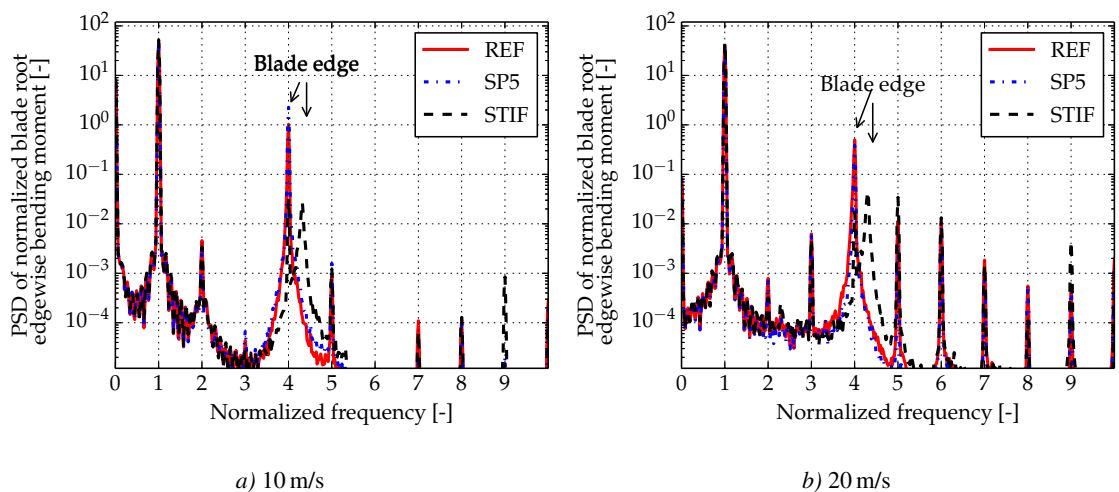 PSD of normalized blade root
edgewise bending moment [-]
10²
10¹
10⁰
10⁻¹
10⁻²
10⁻³
10⁻⁴
Blade edge
REF
SP5
STIF
0 1 2 3 4 5 6 7 8 9
Normalized frequency [-]
a) 10 m/s
PSD of normalized blade root
edgewise bending moment [-]
10²
10¹
10⁰
10⁻¹
10⁻²
10⁻³
10⁻⁴
Blade edge
REF
SP5
STIF
0 1 2 3 4 5 6 7 8 9
Normalized frequency [-]
b) 20 m/s